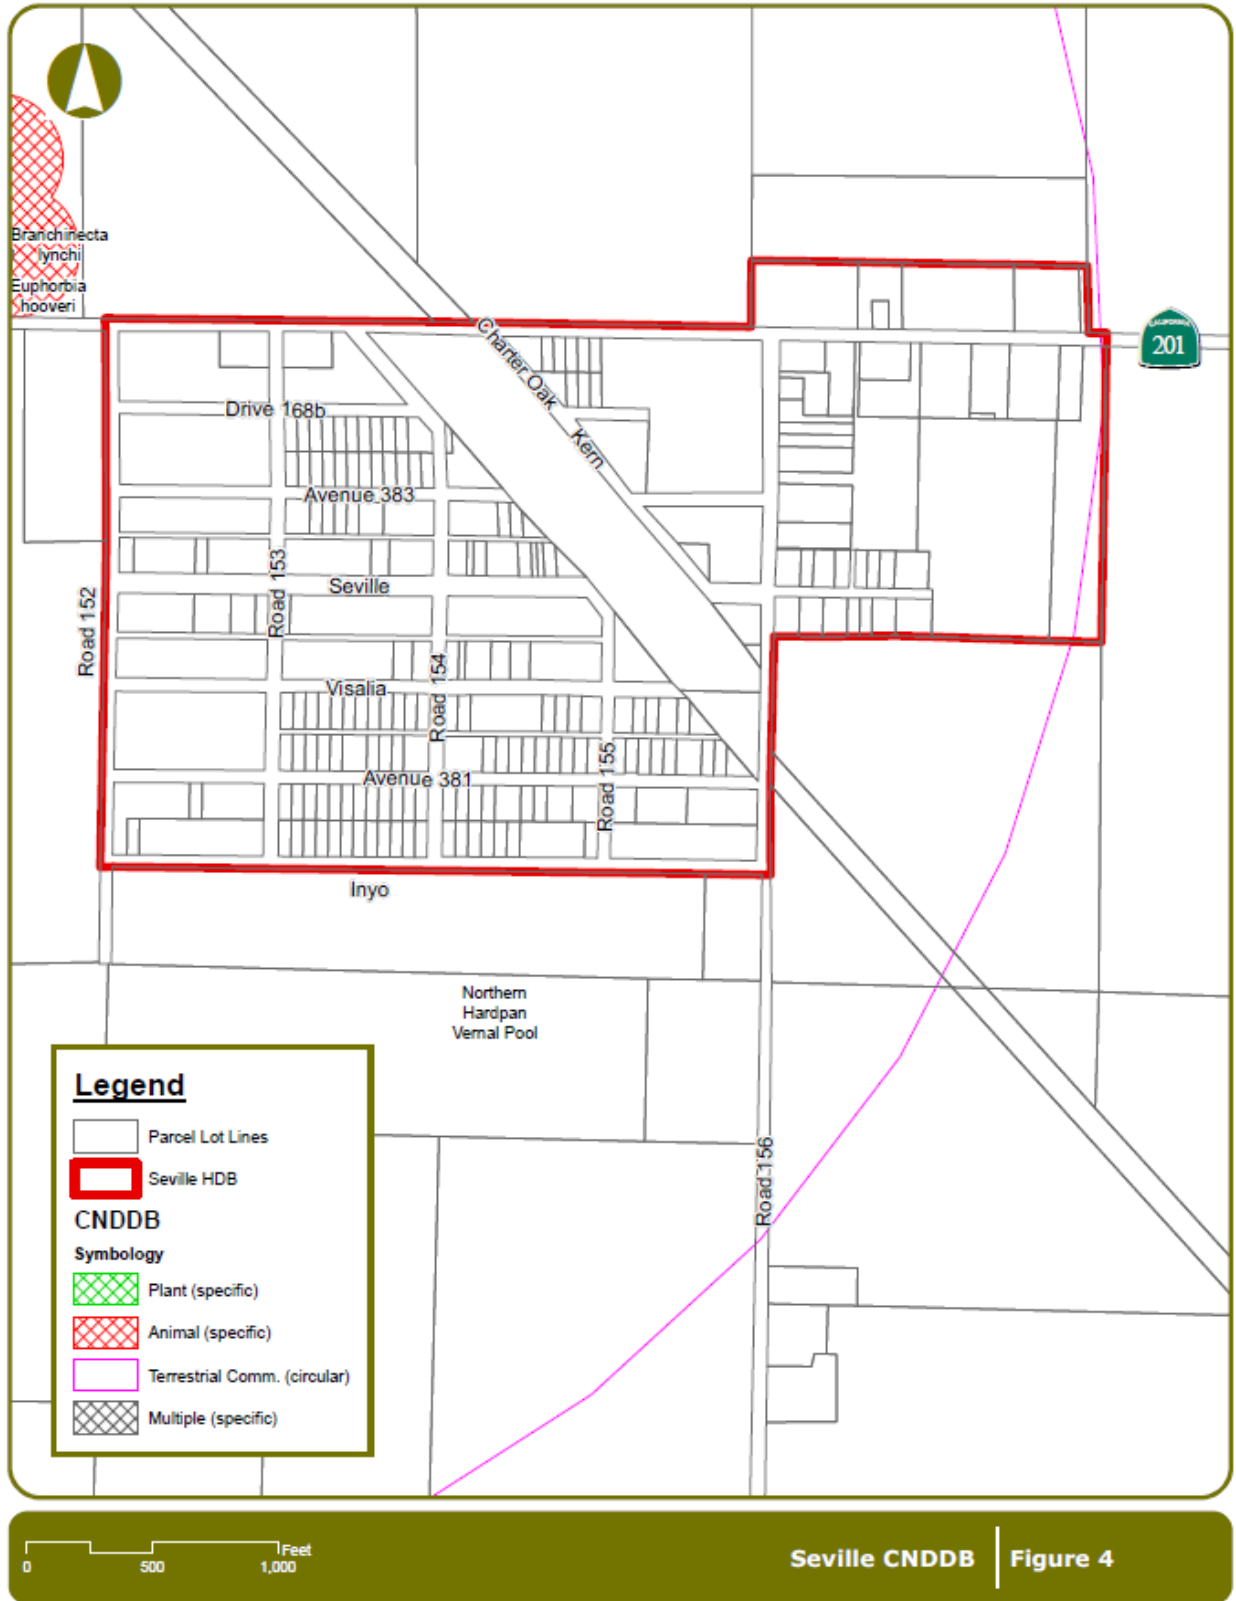 Branchinecta
lynchi
Euphorbia
hooveri
CALIFORNIA
201
Charter Oak
Kern
Drive 168b
Avenue 383
Road 153
Seville
Road 152
Road 154
Visalia
Road 155
Avenue 381
Inyo
Northern
Hardpan
Vernal Pool
Road 156
Legend
Parcel Lot Lines
Seville HDB
CNDDB
Symbology
Plant (specific)
Animal (specific)
Terrestrial Comm. (circular)
Multiple (specific)
Feet
0 500 1,000
Seville CNDDB Figure 4